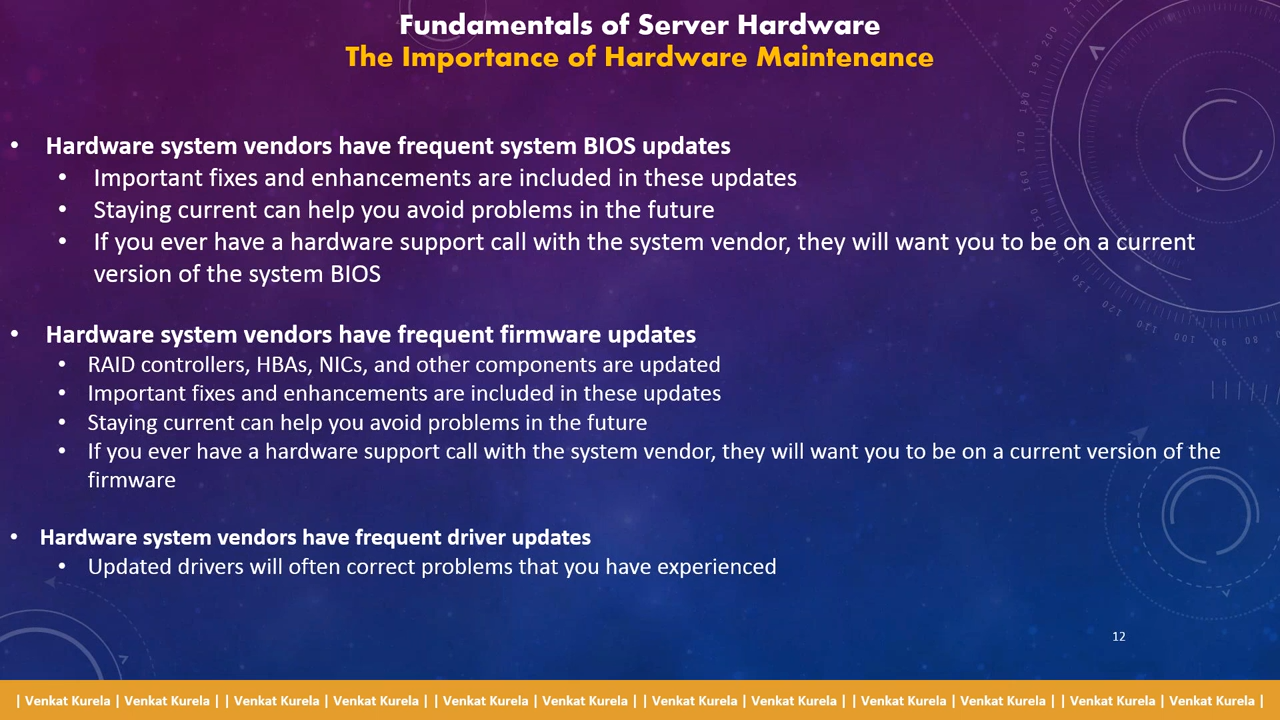 Fundamentals of Server Hardware
The Importance of Hardware Maintenance
• Hardware system vendors have frequent system BIOS updates
• Important fixes and enhancements are included in these updates
• Staying current can help you avoid problems in the future
• If you ever have a hardware support call with the system vendor, they will want you to be on a current
version of the system BIOS
• Hardware system vendors have frequent firmware updates
• RAID controllers, HBAs, NICs, and other components are updated
• Important fixes and enhancements are included in these updates
• Staying current can help you avoid problems in the future
• If you ever have a hardware support call with the system vendor, they will want you to be on a current version of the
firmware
• Hardware system vendors have frequent driver updates
• Updated drivers will often correct problems that you have experienced
12
| Venkat Kurela | Venkat Kurela | | Venkat Kurela | Venkat Kurela | | Venkat Kurela | Venkat Kurela | | Venkat Kurela | Venkat Kurela | | Venkat Kurela | Venkat Kurela | | Venkat Kurela | Venkat Kurela |